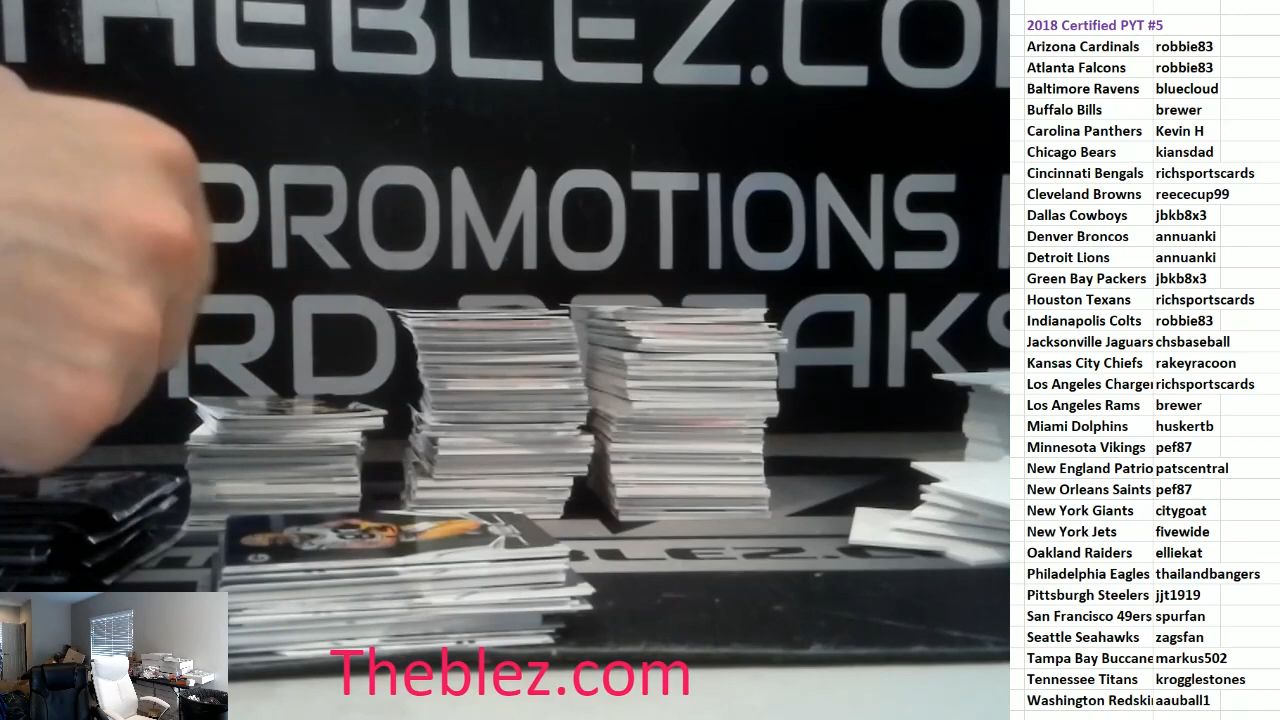 THEBLEZ.CO
PROMOTIONS
RD BREAKS
BLEZ.C
Theblez.com
2018 Certified PYT #5
Arizona Cardinals robbie83
Atlanta Falcons robbie83
Baltimore Ravens bluecloud
Buffalo Bills brewer
Carolina Panthers Kevin H
Chicago Bears kiansdad
Cincinnati Bengals richsportscards
Cleveland Browns reececup99
Dallas Cowboys jbkb8x3
Denver Broncos annuanki
Detroit Lions annuanki
Green Bay Packers jbkb8x3
Houston Texans richsportscards
Indianapolis Colts robbie83
Jacksonville Jaguars chsbaseball
Kansas City Chiefs rakeyracoon
Los Angeles Charger richsportscards
Los Angeles Rams brewer
Miami Dolphins huskertb
Minnesota Vikings pef87
New England Patrio patscentral
New Orleans Saints pef87
New York Giants citygoat
New York Jets fivewide
Oakland Raiders elliekat
Philadelphia Eagles thailandbangers
Pittsburgh Steelers jjt1919
San Francisco 49ers spurfan
Seattle Seahawks zagsfan
Tampa Bay Buccane markus502
Tennessee Titans krogglestones
Washington Redski aauball1